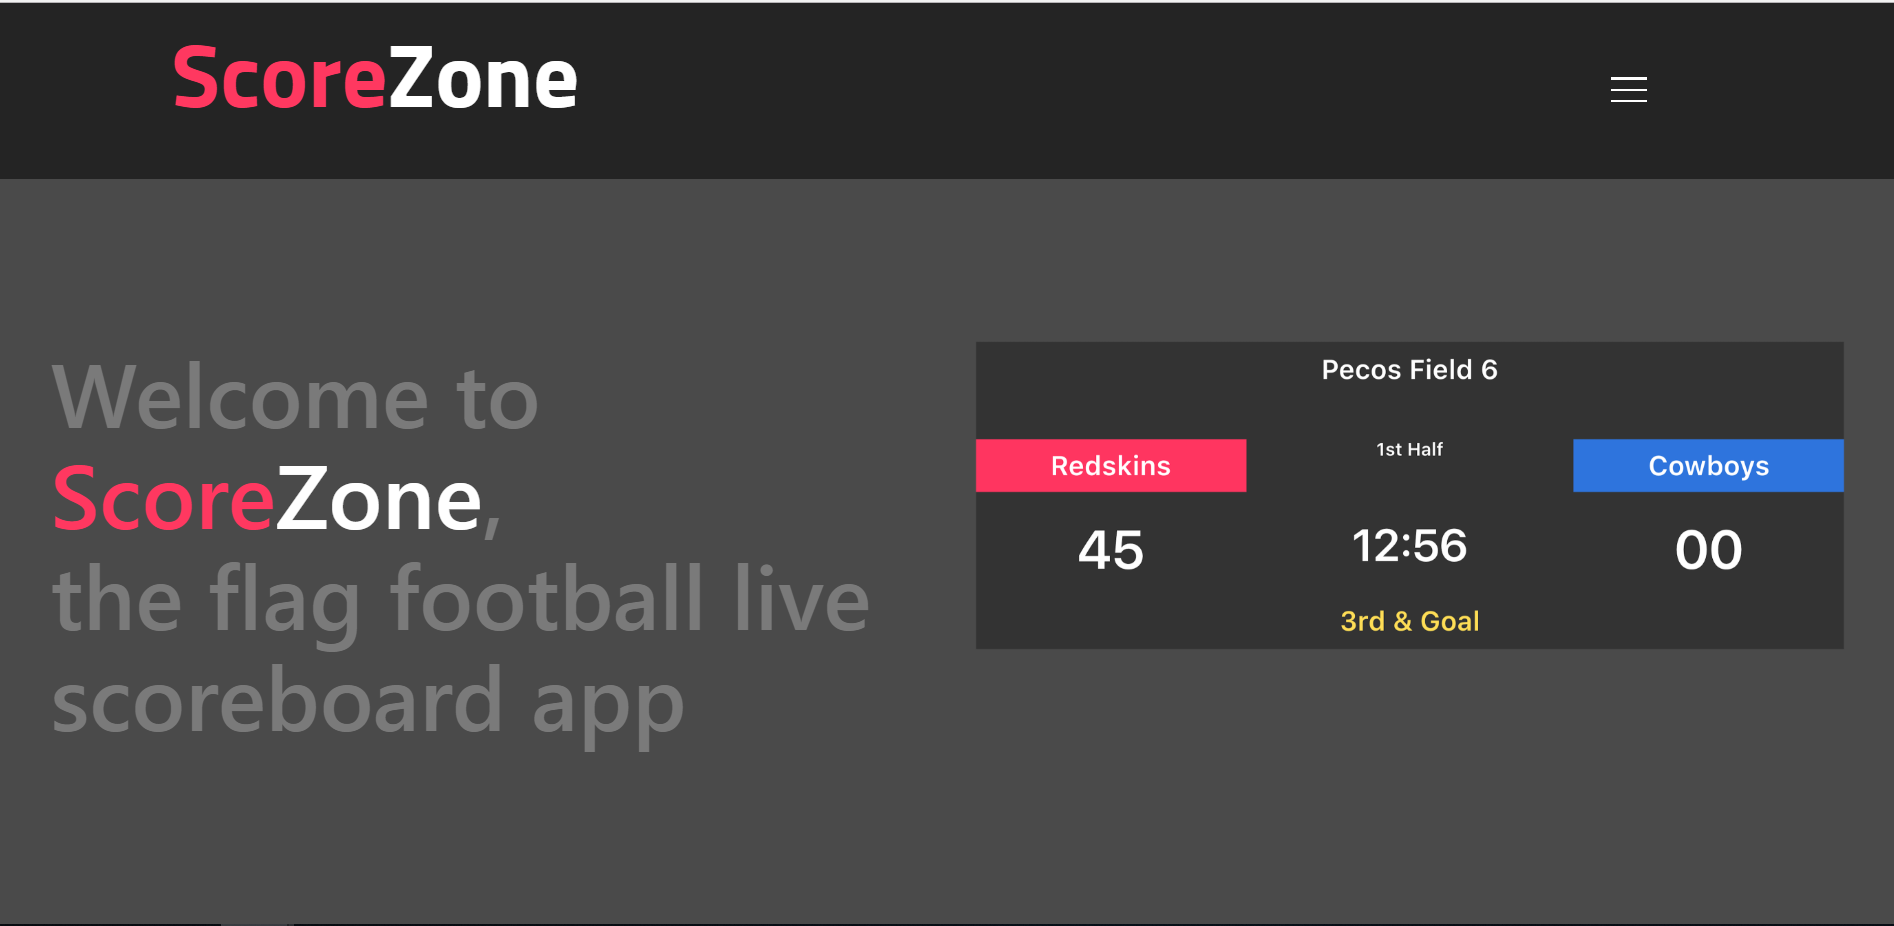 ScoreZone
Welcome to
ScoreZone,
the flag football live
scoreboard app
Pecos Field 6
1st Half
Redskins
Cowboys
45
12:56
00
3rd & Goal